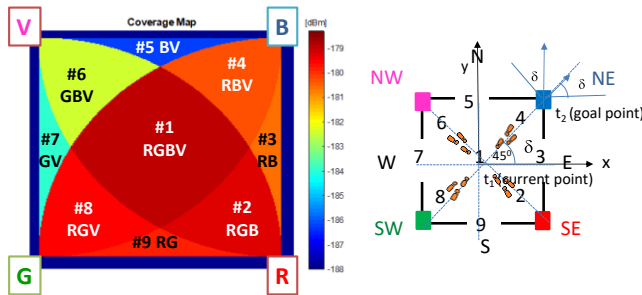 Coverage Map
[dBm]
V
B
G
R
#5 BV
#6
GBV
#4
RBV
#1
RGBV
#7
GV
#3
RB
#8
RGV
#2
RGB
#9 RG
-179
-180
-181
-182
-183
-184
-185
-186
-187
-188
N
y
NW
NE
δ
δ
5
t₂ (goal point)
6
4
δ
W
7
1
45⁰
3
E
x
t₁ (current point)
8
2
SW
9
SE
S